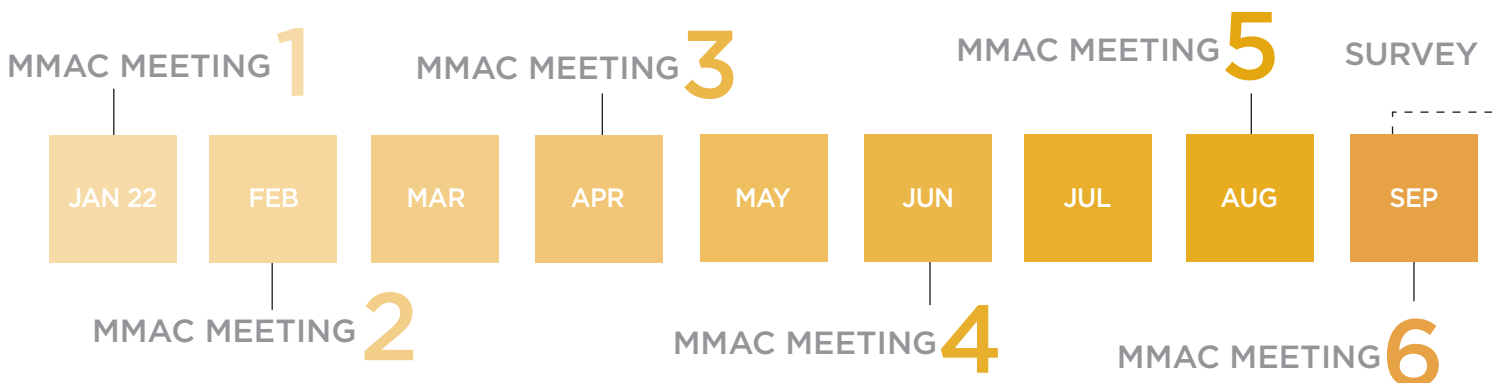 MMAC MEETING 1
MMAC MEETING 3
MMAC MEETING 5
SURVEY
JAN 22
FEB
MAR
APR
MAY
JUN
JUL
AUG
SEP
MMAC MEETING 2
MMAC MEETING 4
MMAC MEETING 6